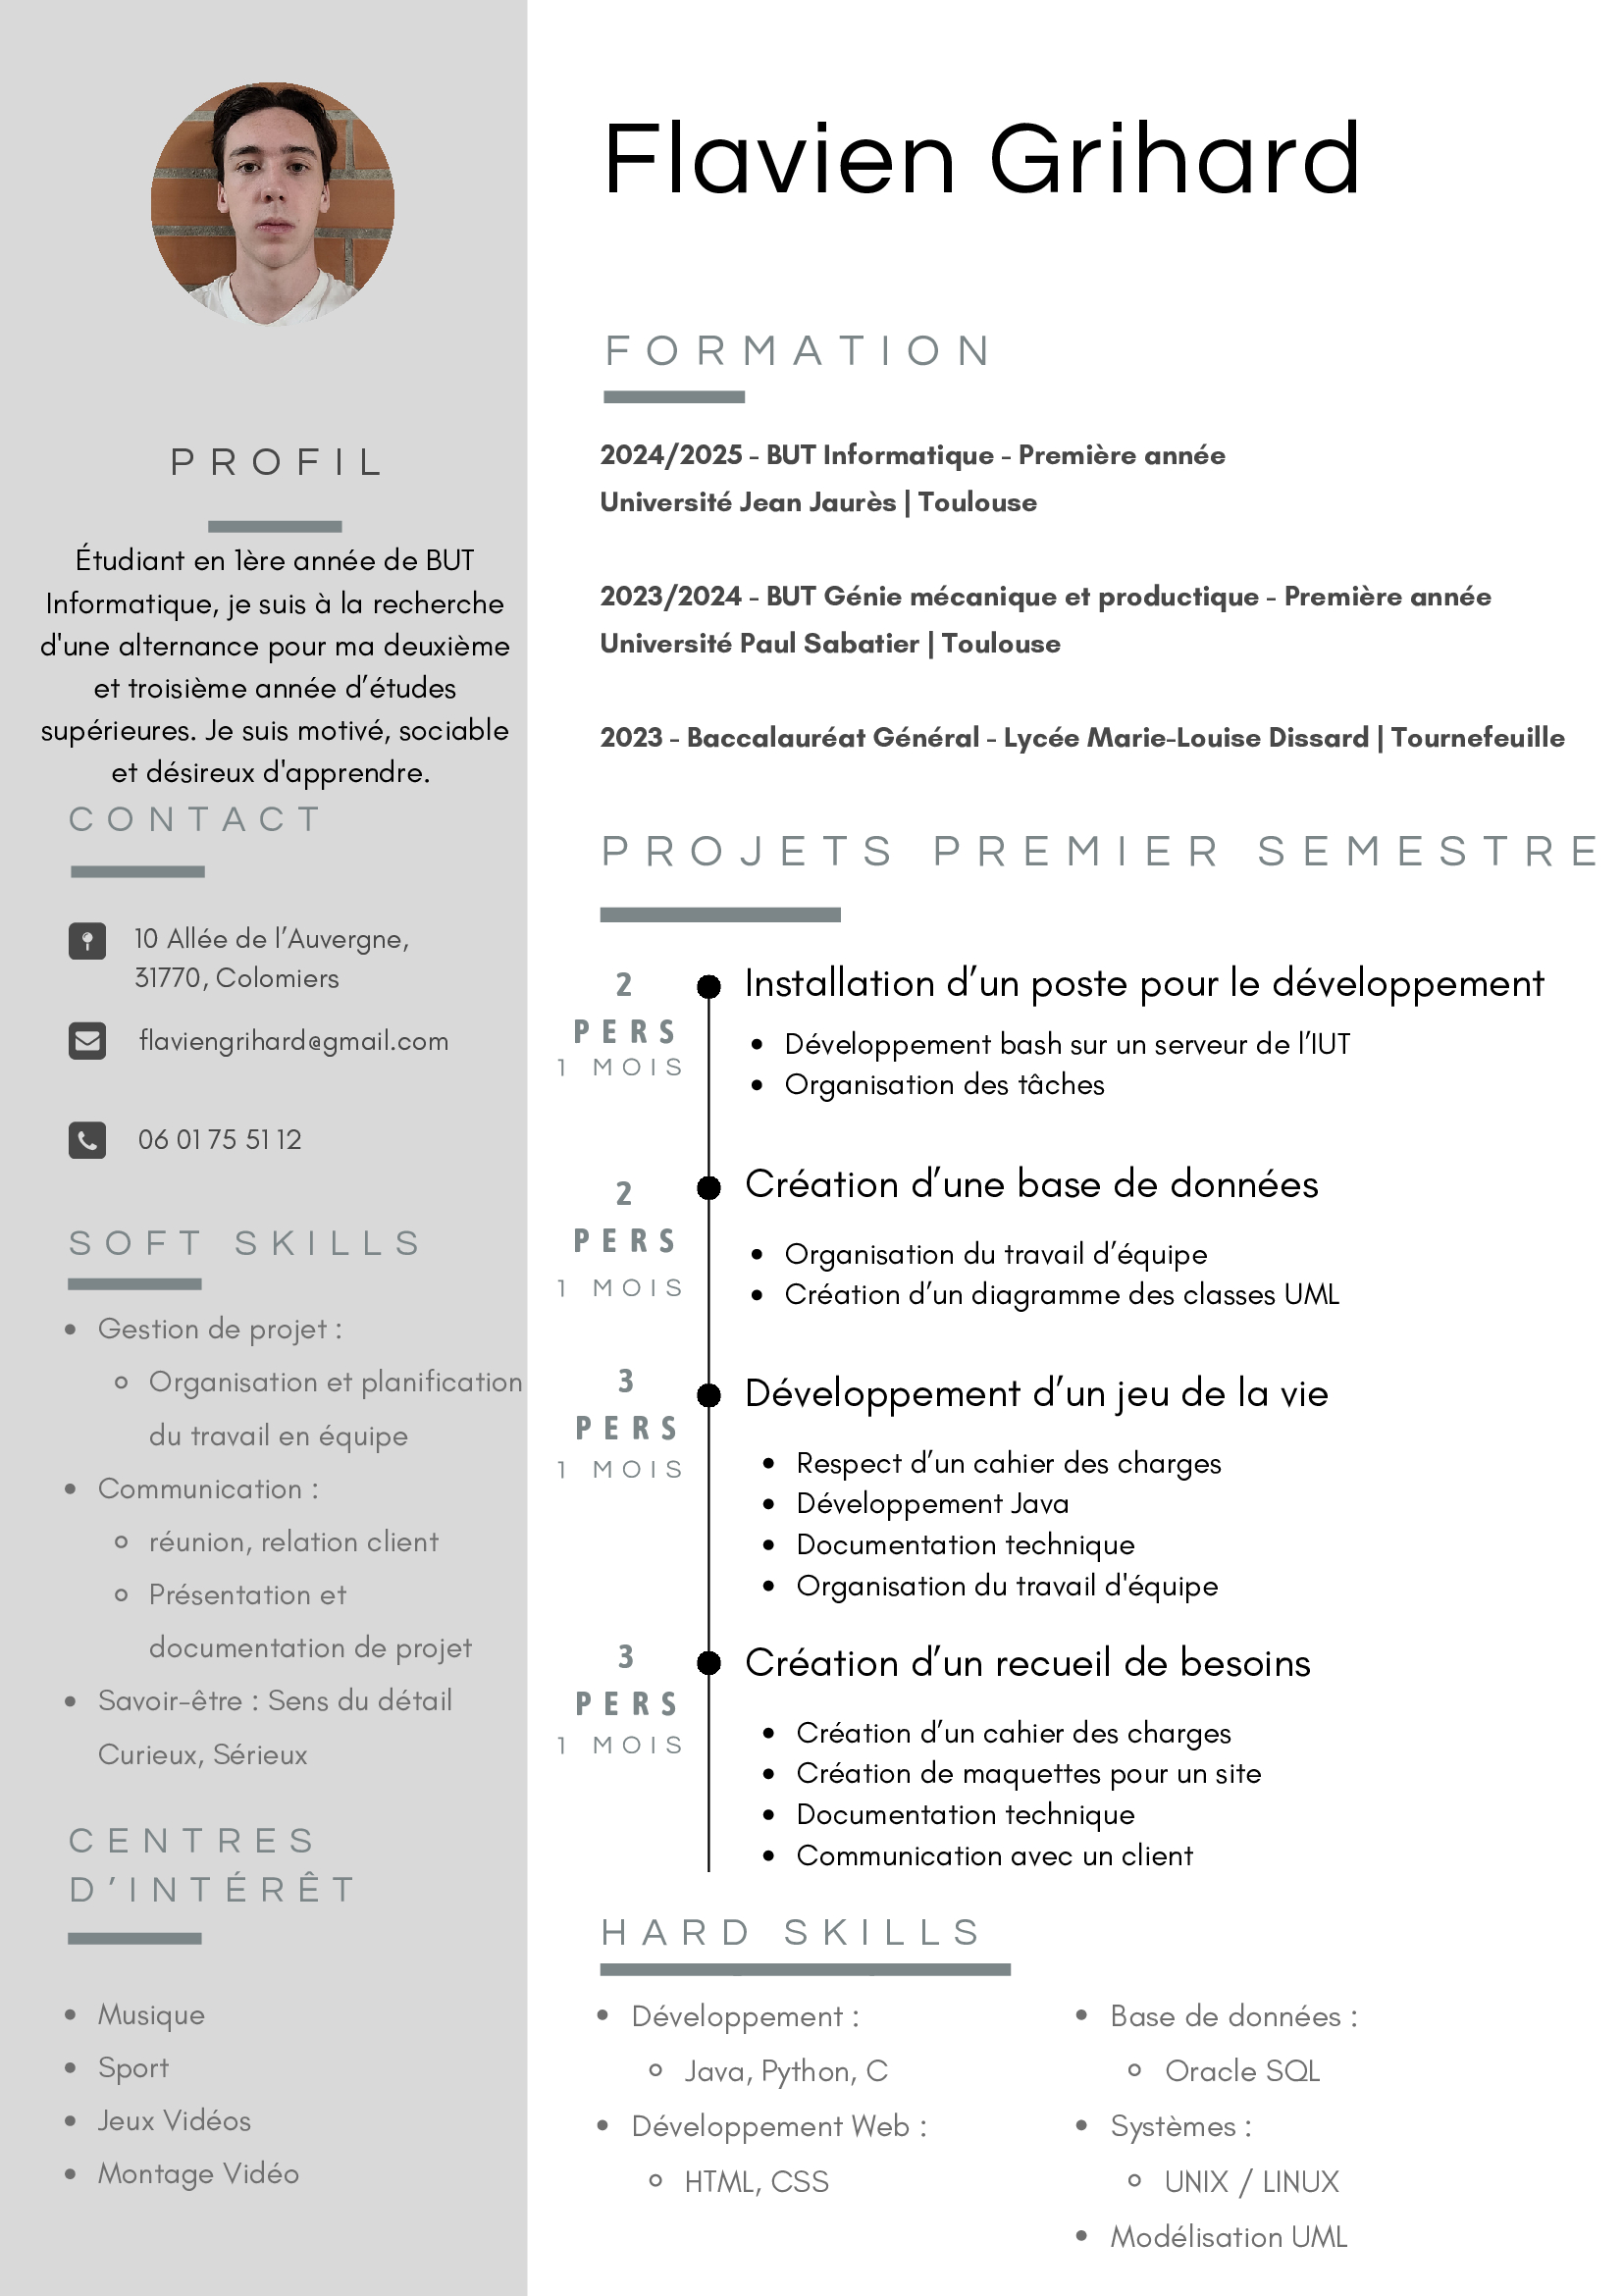 Flavien Grihard
PROFIL
Étudiant en 1ère année de BUT
Informatique, je suis à la recherche
d'une alternance pour ma deuxième
et troisième année d’études
supérieures. Je suis motivé, sociable
et désireux d'apprendre.
CONTACT
10 Allée de l’Auvergne,
31770, Colomiers
flaviengrihard@gmail.com
06 01 75 51 12
SOFT SKILLS
• Gestion de projet :
◦ Organisation et planification
du travail en équipe
• Communication :
◦ réunion, relation client
◦ Présentation et
documentation de projet
• Savoir-être : Sens du détail
Curieux, Sérieux
CENTRES
D’INTÉRÊT
• Musique
• Sport
• Jeux Vidéos
• Montage Vidéo
FORMATION
2024/2025 - BUT Informatique - Première année
Université Jean Jaurès | Toulouse
2023/2024 - BUT Génie mécanique et productique - Première année
Université Paul Sabatier | Toulouse
2023 - Baccalauréat Général - Lycée Marie-Louise Dissard | Tournefeuille
PROJETS PREMIER SEMESTRE
2
PERS
1 MOIS
Installation d’un poste pour le développement
• Développement bash sur un serveur de l’IUT
• Organisation des tâches
2
PERS
1 MOIS
Création d’une base de données
• Organisation du travail d’équipe
• Création d’un diagramme des classes UML
3
PERS
1 MOIS
Développement d’un jeu de la vie
• Respect d’un cahier des charges
• Développement Java
• Documentation technique
• Organisation du travail d'équipe
3
PERS
1 MOIS
Création d’un recueil de besoins
• Création d’un cahier des charges
• Création de maquettes pour un site
• Documentation technique
• Communication avec un client
HARD SKILLS
• Développement :
◦ Java, Python, C
• Développement Web :
◦ HTML, CSS
• Base de données :
◦ Oracle SQL
• Systèmes :
◦ UNIX / LINUX
• Modélisation UML